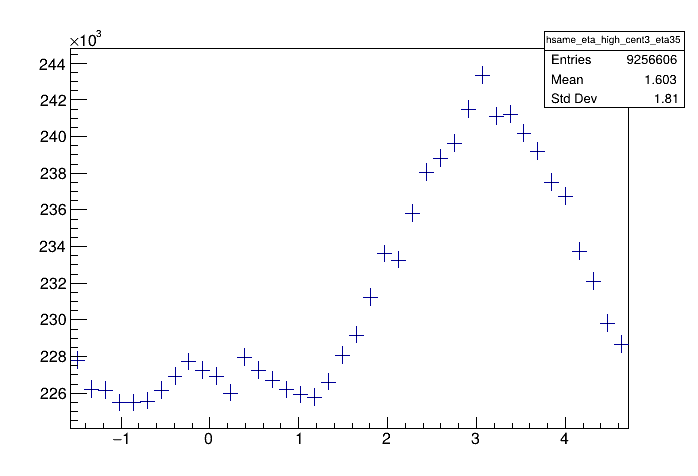 ×10³
hsame_eta_high_cent3_eta35
Entries 9256606
Mean 1.603
Std Dev 1.81
244
242
240
238
236
234
232
230
228
226
−1 0 1 2 3 4